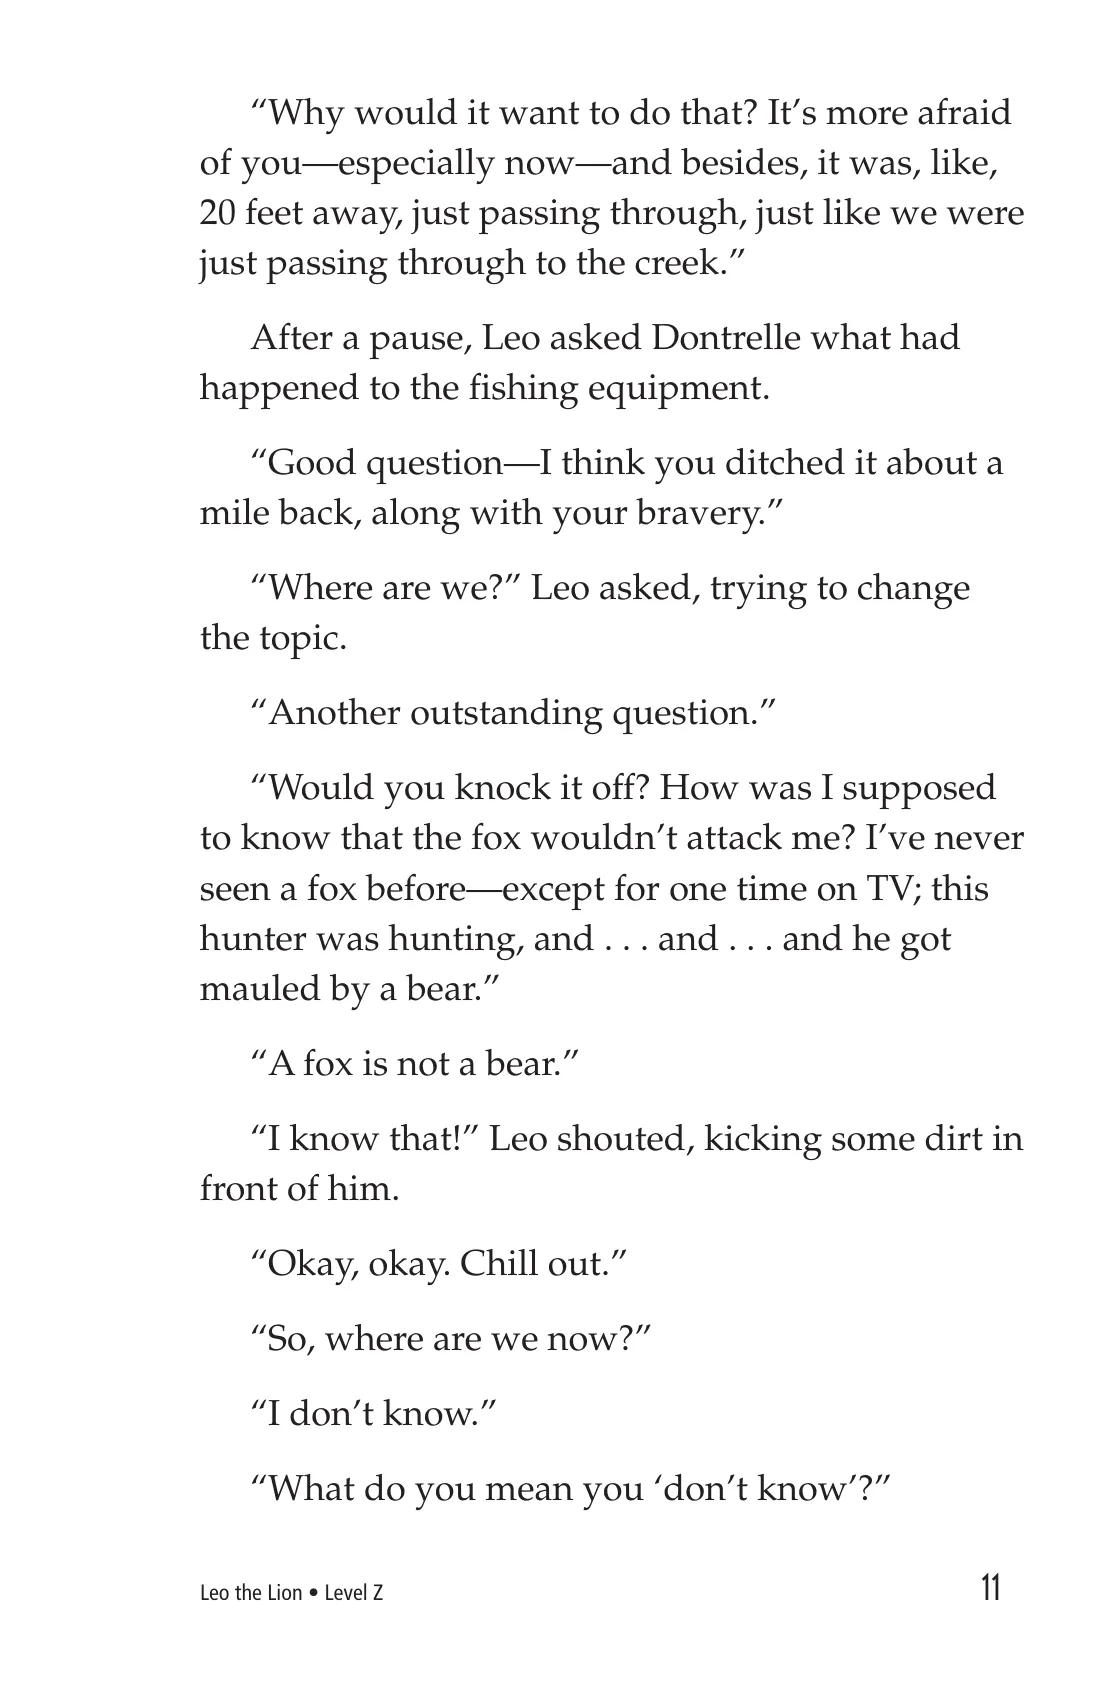 “Why would it want to do that? It’s more afraid
of you—especially now—and besides, it was, like,
20 feet away, just passing through, just like we were
just passing through to the creek.”
After a pause, Leo asked Dontrelle what had
happened to the fishing equipment.
“Good question—I think you ditched it about a
mile back, along with your bravery.”
“Where are we?” Leo asked, trying to change
the topic.
“Another outstanding question.”
“Would you knock it off? How was I supposed
to know that the fox wouldn’t attack me? I’ve never
seen a fox before—except for one time on TV; this
hunter was hunting, and . . . and . . . and he got
mauled by a bear.”
“A fox is not a bear.”
“I know that!” Leo shouted, kicking some dirt in
front of him.
“Okay, okay. Chill out.”
“So, where are we now?”
“I don’t know.”
“What do you mean you ‘don’t know’?”
Leo the Lion • Level Z 11